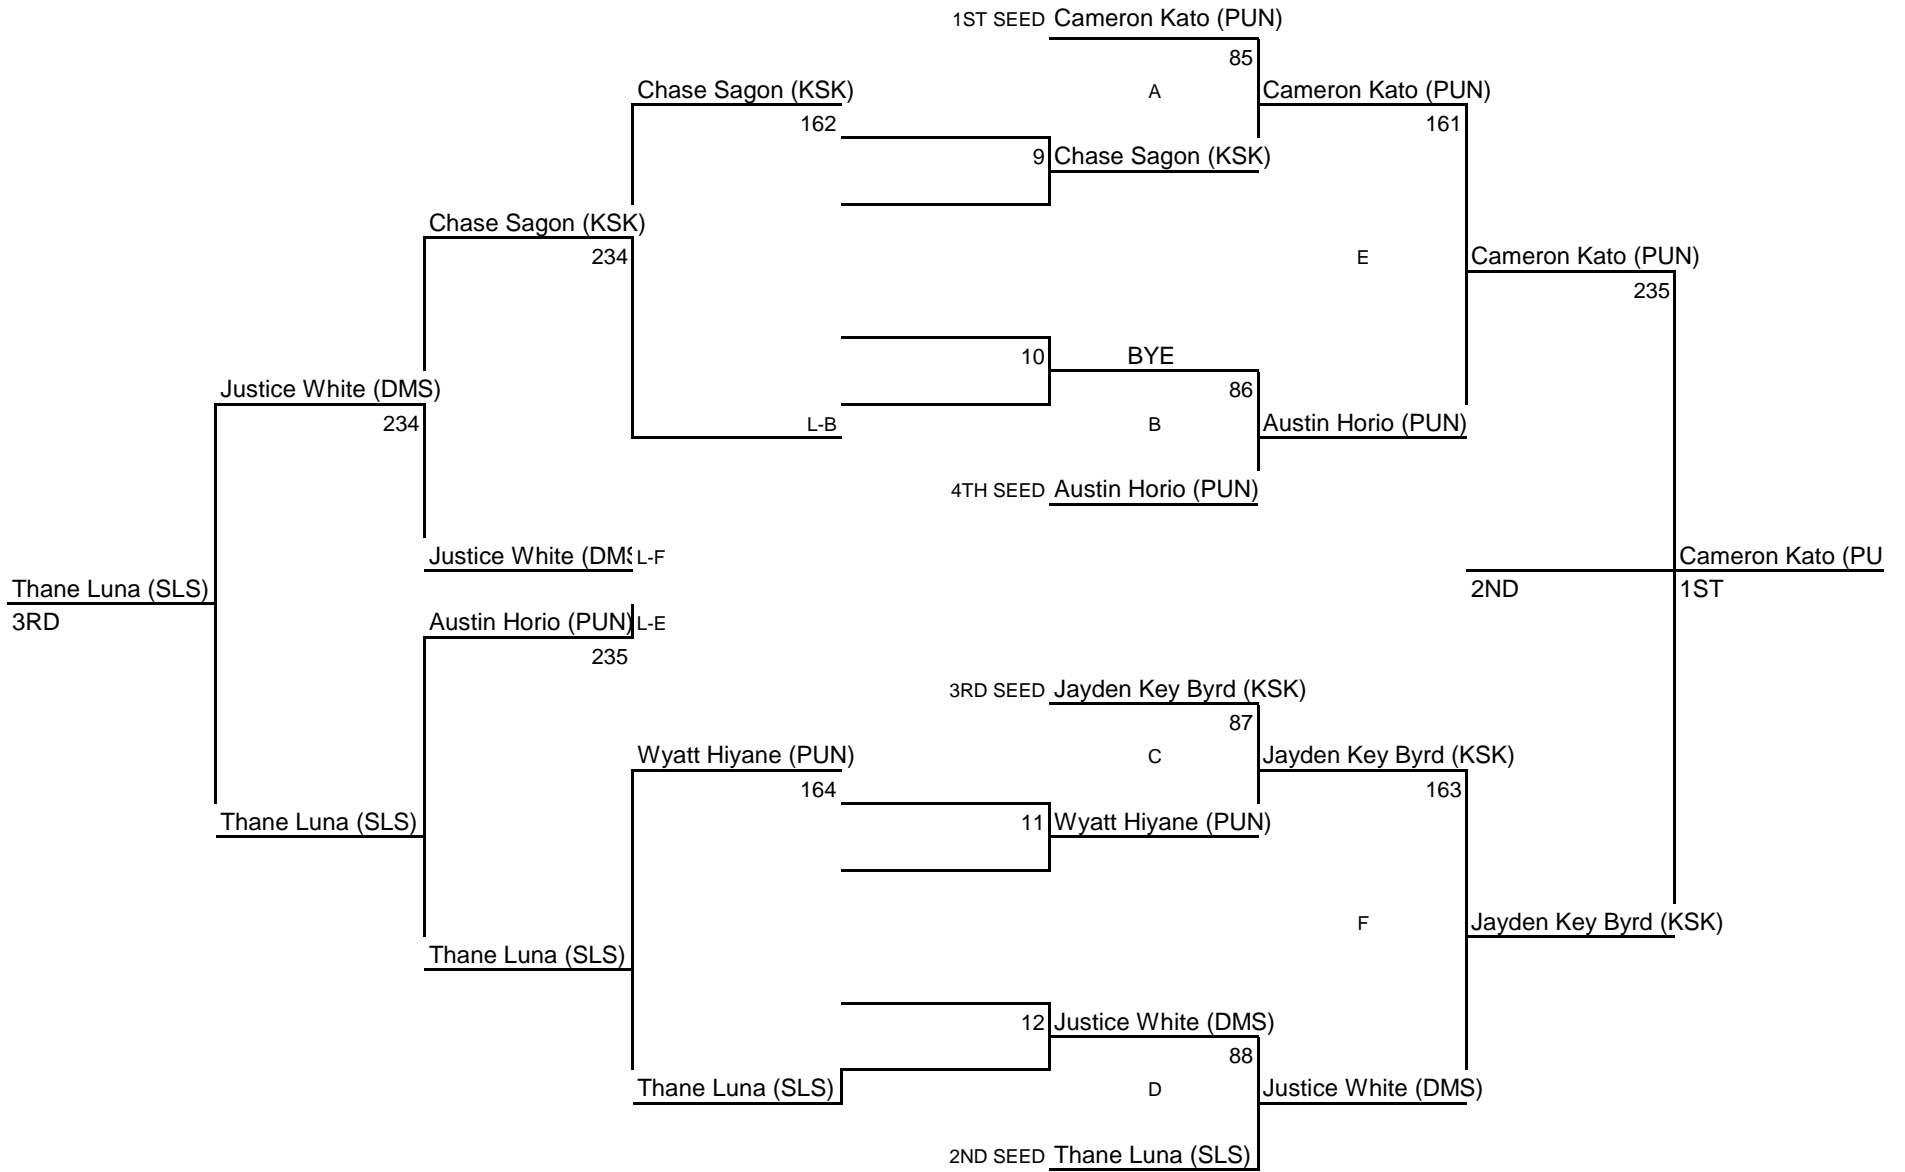 1ST SEED Cameron Kato (PUN)
85
Chase Sagon (KSK)
A
Cameron Kato (PUN)
162
161
9 Chase Sagon (KSK)
Chase Sagon (KSK)
234
E
Cameron Kato (PUN)
235
10
BYE
Justice White (DMS)
86
234
L-B
B
Austin Horio (PUN)
4TH SEED Austin Horio (PUN)
Justice White (DMS L-F
Cameron Kato (PU
Thane Luna (SLS)
2ND
1ST
3RD
Austin Horio (PUN) L-E
235
3RD SEED Jayden Key Byrd (KSK)
87
Wyatt Hiyane (PUN)
C
Jayden Key Byrd (KSK)
164
163
Thane Luna (SLS)
11 Wyatt Hiyane (PUN)
F
Jayden Key Byrd (KSK)
Thane Luna (SLS)
12 Justice White (DMS)
88
Thane Luna (SLS)
D
Justice White (DMS)
2ND SEED Thane Luna (SLS)